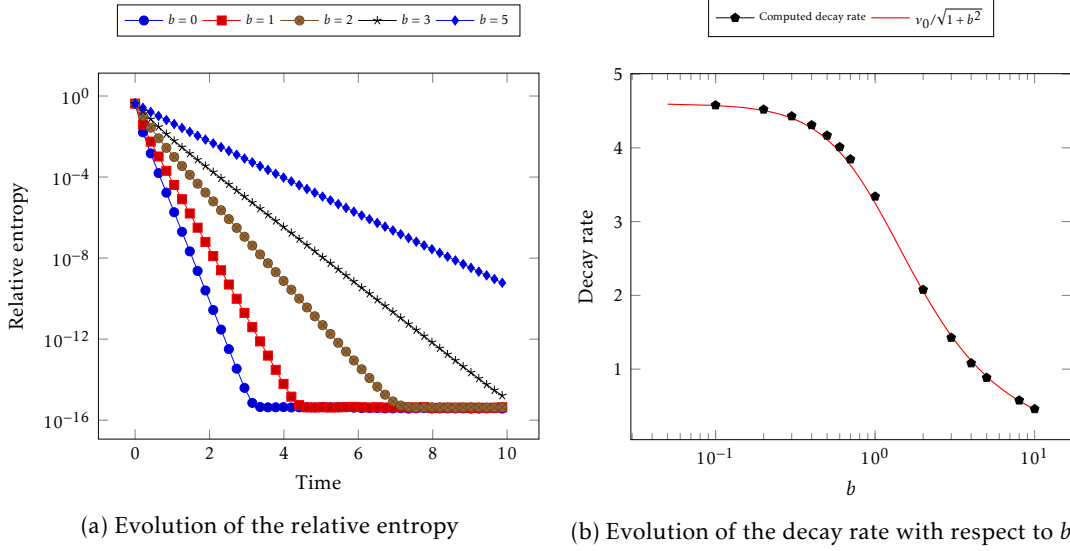 b = 0 b = 1 b = 2 b = 3 b = 5
10^0
10^−4
10^−8
10^−12
10^−16
0 2 4 6 8 10
Time
Relative entropy
(a) Evolution of the relative entropy
Computed decay rate ν_0/√(1 + b^2)
5
4
3
2
1
10^−1 10^0 10^1
b
Decay rate
(b) Evolution of the decay rate with respect to b